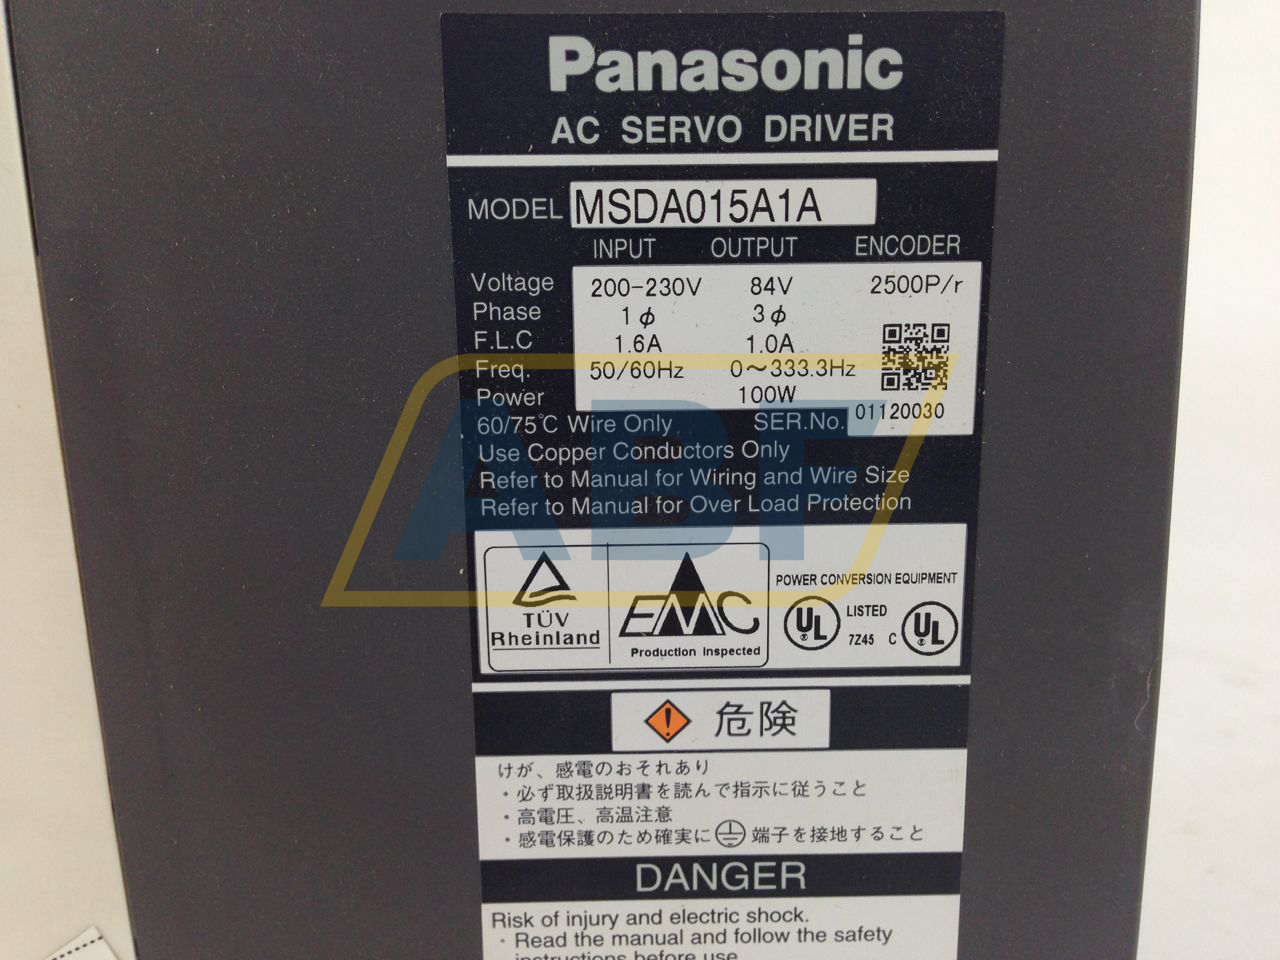 Panasonic
AC SERVO DRIVER
MODEL MSDA015A1A
INPUT OUTPUT ENCODER
Voltage 200-230V 84V 2500P/r
Phase 1ϕ 3ϕ
F.L.C 1.6A 1.0A
Freq. 50/60Hz 0～333.3Hz
Power 100W
60/75℃ Wire Only SER.No. 01120030
Use Copper Conductors Only
Refer to Manual for Wiring and Wire Size
Refer to Manual for Over Load Protection
ABF
TÜV
Rheinland
EMC
Production Inspected
POWER CONVERSION EQUIPMENT
UL ® LISTED 7Z45 C UL ®
危険
けが、感電のおそれあり
・必ず取扱説明書を読んで指示に従うこと
・高電圧、高温注意
・感電保護のため確実に端子を接地すること
DANGER
Risk of injury and electric shock.
・Read the manual and follow the safety
instructions before use.